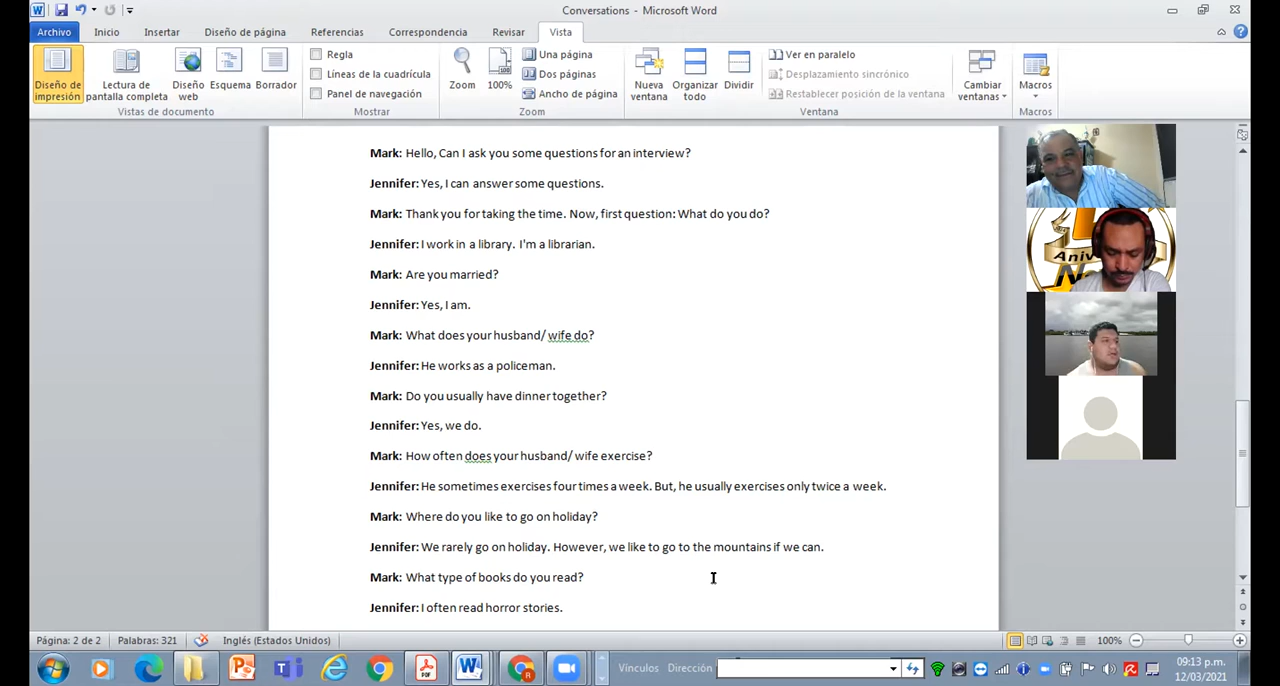 Conversations - Microsoft Word
Archivo Inicio Insertar Diseño de página Referencias Correspondencia Revisar Vista
Diseño de impresión
Lectura de pantalla completa
Diseño web
Esquema
Borrador
Vistas de documento
Regla
Líneas de la cuadrícula
Panel de navegación
Mostrar
Zoom
100%
Una página
Dos páginas
Ancho de página
Zoom
Nueva ventana
Organizar todo
Dividir
Ver en paralelo
Desplazamiento sincrónico
Restablecer posición de la ventana
Ventana
Cambiar ventanas
Macros
Macros
Mark: Hello, Can I ask you some questions for an interview?
Jennifer: Yes, I can answer some questions.
Mark: Thank you for taking the time. Now, first question: What do you do?
Jennifer: I work in a library. I'm a librarian.
Mark: Are you married?
Jennifer: Yes, I am.
Mark: What does your husband/ wife do?
Jennifer: He works as a policeman.
Mark: Do you usually have dinner together?
Jennifer: Yes, we do.
Mark: How often does your husband/ wife exercise?
Jennifer: He sometimes exercises four times a week. But, he usually exercises only twice a week.
Mark: Where do you like to go on holiday?
Jennifer: We rarely go on holiday. However, we like to go to the mountains if we can.
Mark: What type of books do you read?
Jennifer: I often read horror stories.
Página: 2 de 2 Palabras: 321 Inglés (Estados Unidos) 100%
Vínculos Dirección
09:13 p.m.
12/03/2021